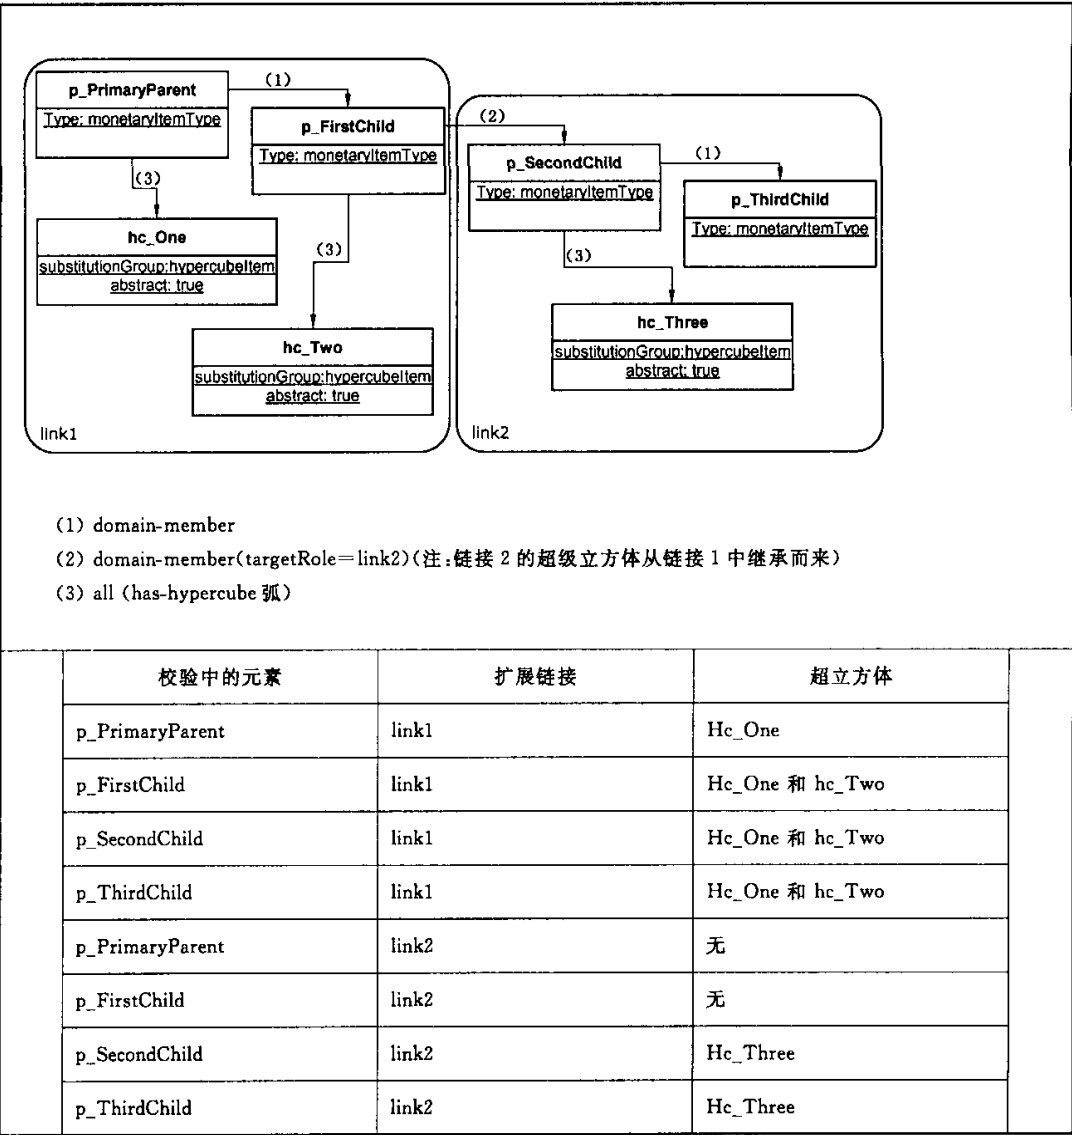 p_PrimaryParent
Type: monetaryItemType
(1)
p_FirstChild
Type: monetaryItemType
(2)
p_SecondChild
Type: monetaryItemType
(1)
p_ThirdChild
Type: monetaryItemType
(3)
hc_One
substitutionGroup:hypercubeItem
abstract: true
(3)
hc_Two
substitutionGroup:hypercubeItem
abstract: true
(3)
hc_Three
substitutionGroup:hypercubeItem
abstract: true
link1
link2
(1) domain-member
(2) domain-member(targetRole=link2)(注:链接 2 的超级立方体从链接 1 中继承而来)
(3) all (has-hypercube 弧)
校验中的元素 扩展链接 超立方体
p_PrimaryParent link1 Hc_One
p_FirstChild link1 Hc_One 和 hc_Two
p_SecondChild link1 Hc_One 和 hc_Two
p_ThirdChild link1 Hc_One 和 hc_Two
p_PrimaryParent link2 无
p_FirstChild link2 无
p_SecondChild link2 Hc_Three
p_ThirdChild link2 Hc_Three